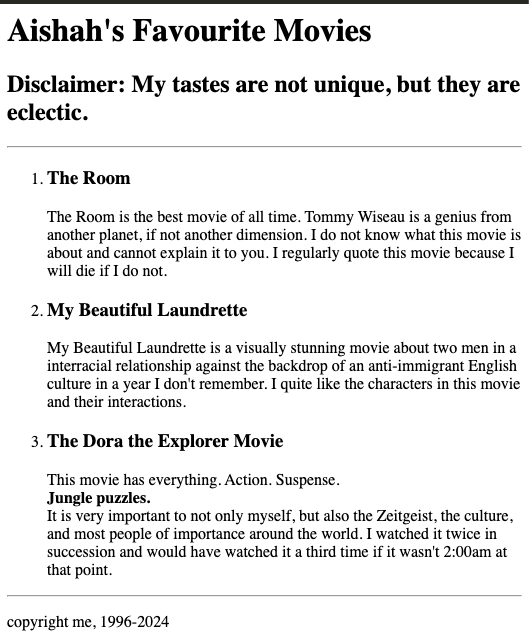 Aishah's Favourite Movies
Disclaimer: My tastes are not unique, but they are
eclectic.
1. The Room
The Room is the best movie of all time. Tommy Wiseau is a genius from
another planet, if not another dimension. I do not know what this movie is
about and cannot explain it to you. I regularly quote this movie because I
will die if I do not.
2. My Beautiful Laundrette
My Beautiful Laundrette is a visually stunning movie about two men in a
interracial relationship against the backdrop of an anti-immigrant English
culture in a year I don't remember. I quite like the characters in this movie
and their interactions.
3. The Dora the Explorer Movie
This movie has everything. Action. Suspense.
Jungle puzzles.
It is very important to not only myself, but also the Zeitgeist, the culture,
and most people of importance around the world. I watched it twice in
succession and would have watched it a third time if it wasn't 2:00am at
that point.
copyright me, 1996-2024